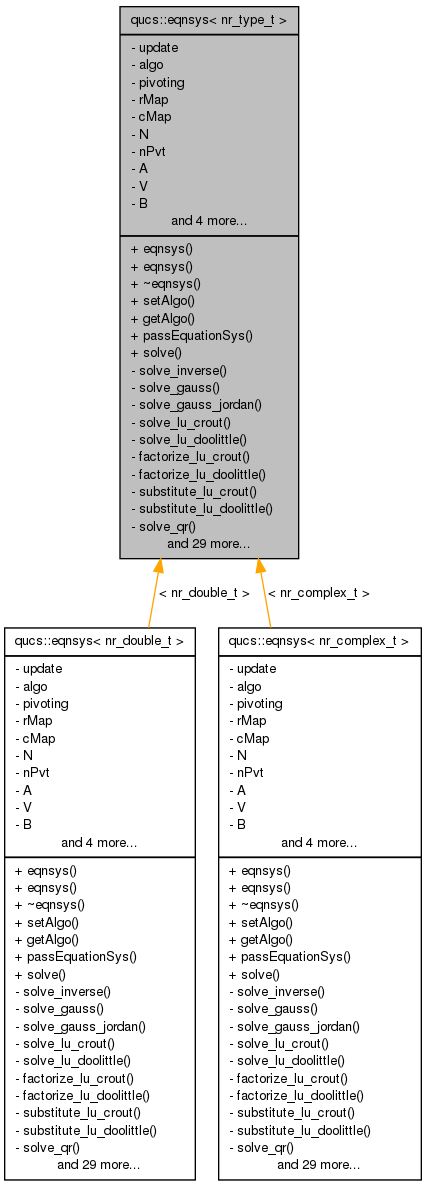 qucs::eqnsys< nr_type_t >
- update
- algo
- pivoting
- rMap
- cMap
- N
- nPvt
- A
- V
- B
and 4 more...
+ eqnsys()
+ eqnsys()
+ ~eqnsys()
+ setAlgo()
+ getAlgo()
+ passEquationSys()
+ solve()
- solve_inverse()
- solve_gauss()
- solve_gauss_jordan()
- solve_lu_crout()
- solve_lu_doolittle()
- factorize_lu_crout()
- factorize_lu_doolittle()
- substitute_lu_crout()
- substitute_lu_doolittle()
- solve_qr()
and 29 more...
< nr_double_t >
< nr_complex_t >
qucs::eqnsys< nr_double_t >
- update
- algo
- pivoting
- rMap
- cMap
- N
- nPvt
- A
- V
- B
and 4 more...
+ eqnsys()
+ eqnsys()
+ ~eqnsys()
+ setAlgo()
+ getAlgo()
+ passEquationSys()
+ solve()
- solve_inverse()
- solve_gauss()
- solve_gauss_jordan()
- solve_lu_crout()
- solve_lu_doolittle()
- factorize_lu_crout()
- factorize_lu_doolittle()
- substitute_lu_crout()
- substitute_lu_doolittle()
- solve_qr()
and 29 more...
qucs::eqnsys< nr_complex_t >
- update
- algo
- pivoting
- rMap
- cMap
- N
- nPvt
- A
- V
- B
and 4 more...
+ eqnsys()
+ eqnsys()
+ ~eqnsys()
+ setAlgo()
+ getAlgo()
+ passEquationSys()
+ solve()
- solve_inverse()
- solve_gauss()
- solve_gauss_jordan()
- solve_lu_crout()
- solve_lu_doolittle()
- factorize_lu_crout()
- factorize_lu_doolittle()
- substitute_lu_crout()
- substitute_lu_doolittle()
- solve_qr()
and 29 more...